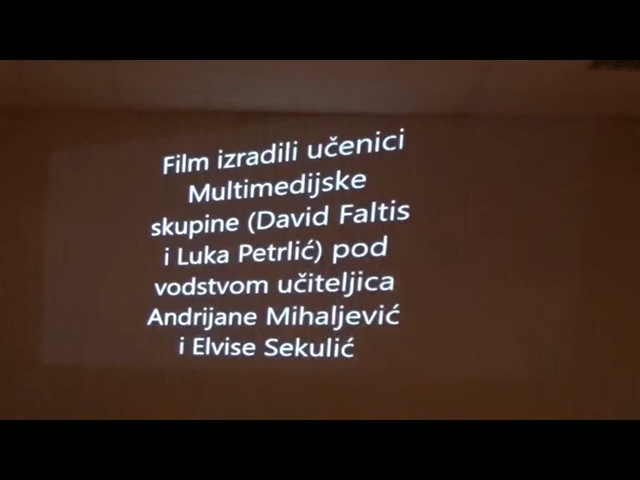 Film izradili učenici
Multimedijske
skupine (David Faltis
i Luka Petrlić) pod
vodstvom učiteljica
Andrijane Mihaljević
i Elvise Sekulić